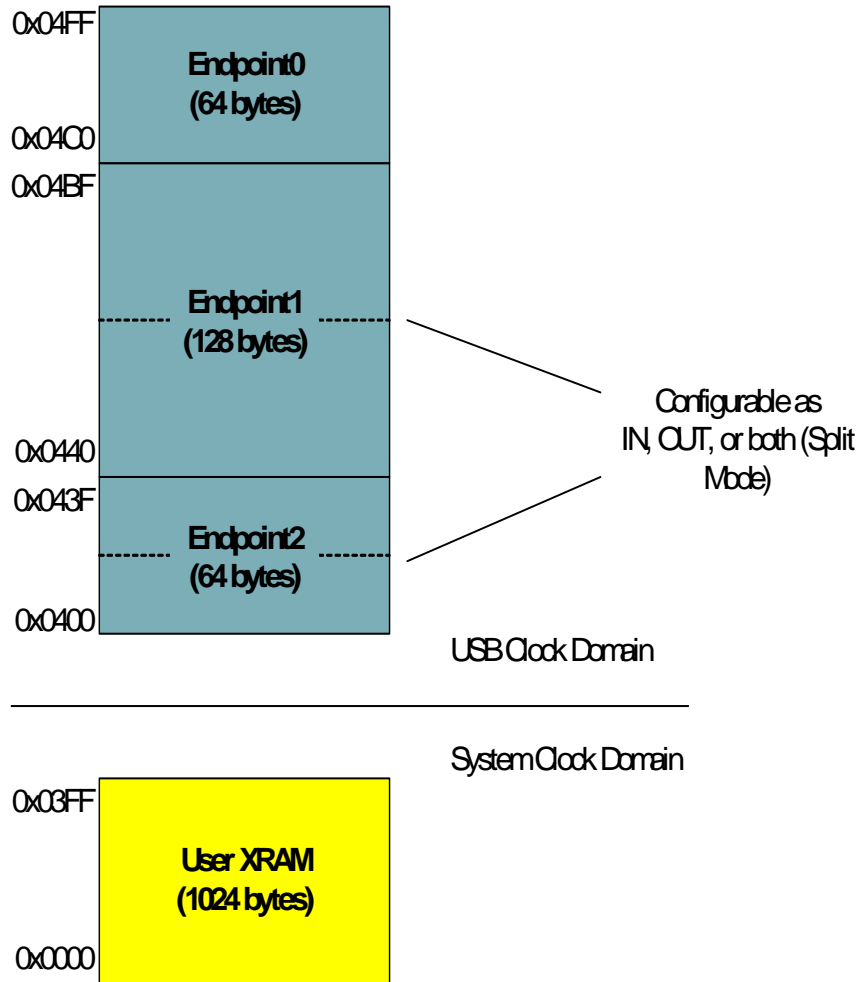 0x04FF
Endpoint0
(64 bytes)
0x04C0
0x04BF
Endpoint1
(128 bytes)
Configurable as
IN, OUT, or both (Split
Mode)
0x0440
0x043F
Endpoint2
(64 bytes)
0x0400
USB Clock Domain
System Clock Domain
0x03FF
User XRAM
(1024 bytes)
0x0000